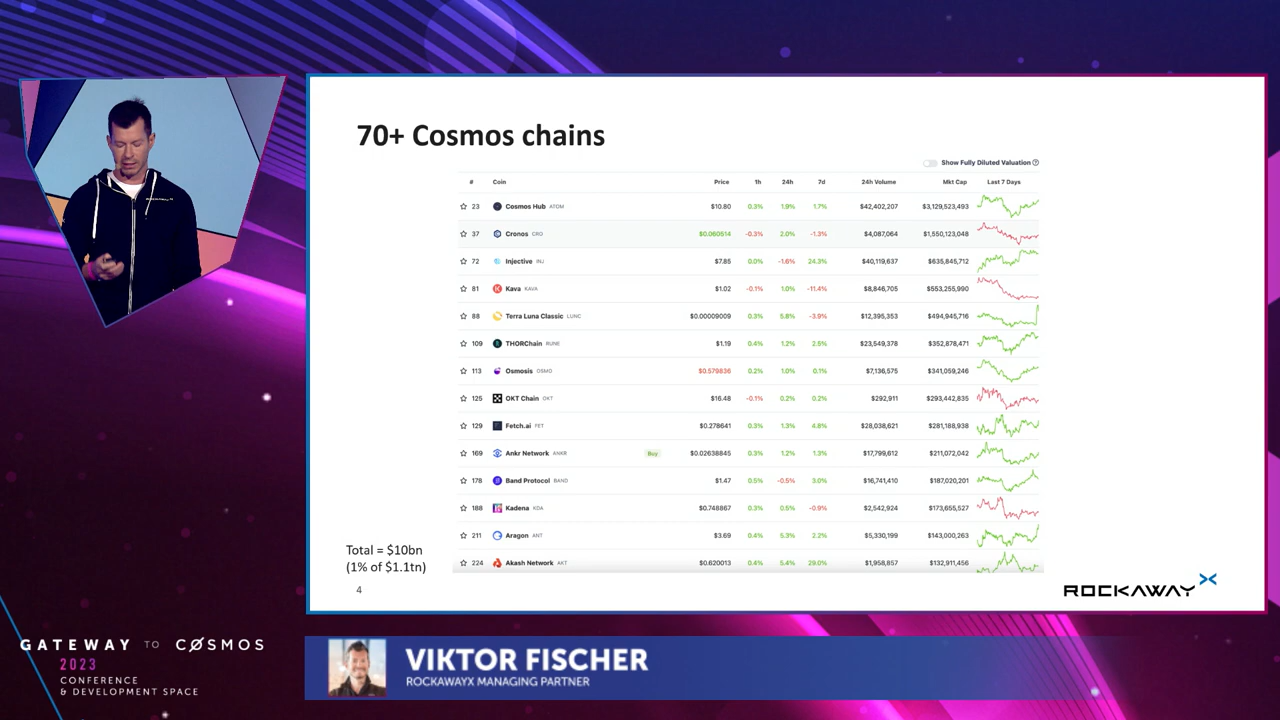 70+ Cosmos chains
Show Fully Diluted Valuation
# Coin Price 1h 24h 7d 24h Volume Mkt Cap Last 7 Days
23 Cosmos Hub ATOM $10.80 0.3% 1.9% 1.7% $42,402,207 $3,129,523,493
37 Cronos CRO $0.060514 -0.3% 2.0% -1.3% $4,087,064 $1,550,123,048
72 Injective INJ $7.85 0.0% -1.6% 24.3% $40,119,637 $635,845,712
81 Kava KAVA $1.02 -0.1% 1.0% -11.4% $8,846,705 $553,255,990
88 Terra Luna Classic LUNC $0.00009009 0.3% 5.8% -3.9% $12,395,353 $494,945,716
109 THORChain RUNE $1.19 0.4% 1.2% 2.5% $23,549,378 $352,878,471
113 Osmosis OSMO $0.579836 0.2% 1.0% 0.1% $7,136,575 $341,059,246
125 OKT Chain OKT $16.48 -0.1% 0.2% 0.2% $292,911 $293,442,835
129 Fetch.ai FET $0.278641 0.3% 1.3% 4.8% $28,038,621 $281,188,938
169 Ankr Network ANKR Buy $0.02638845 0.3% 1.2% 1.3% $17,799,612 $211,072,042
178 Band Protocol BAND $1.47 0.5% -0.5% 3.0% $16,741,410 $187,020,201
188 Kadena KDA $0.748867 0.3% 0.5% -0.9% $2,542,924 $173,655,527
211 Aragon ANT $3.69 0.4% 5.3% 2.2% $5,330,199 $143,000,263
224 Akash Network AKT $0.620013 0.4% 5.4% 29.0% $1,958,857 $132,911,456
Total = $10bn
(1% of $1.1tn)
4
ROCKAWAY X
GATEWAY TO CØSMOS
2023
CONFERENCE
& DEVELOPMENT SPACE
VIKTOR FISCHER
ROCKAWAYX MANAGING PARTNER